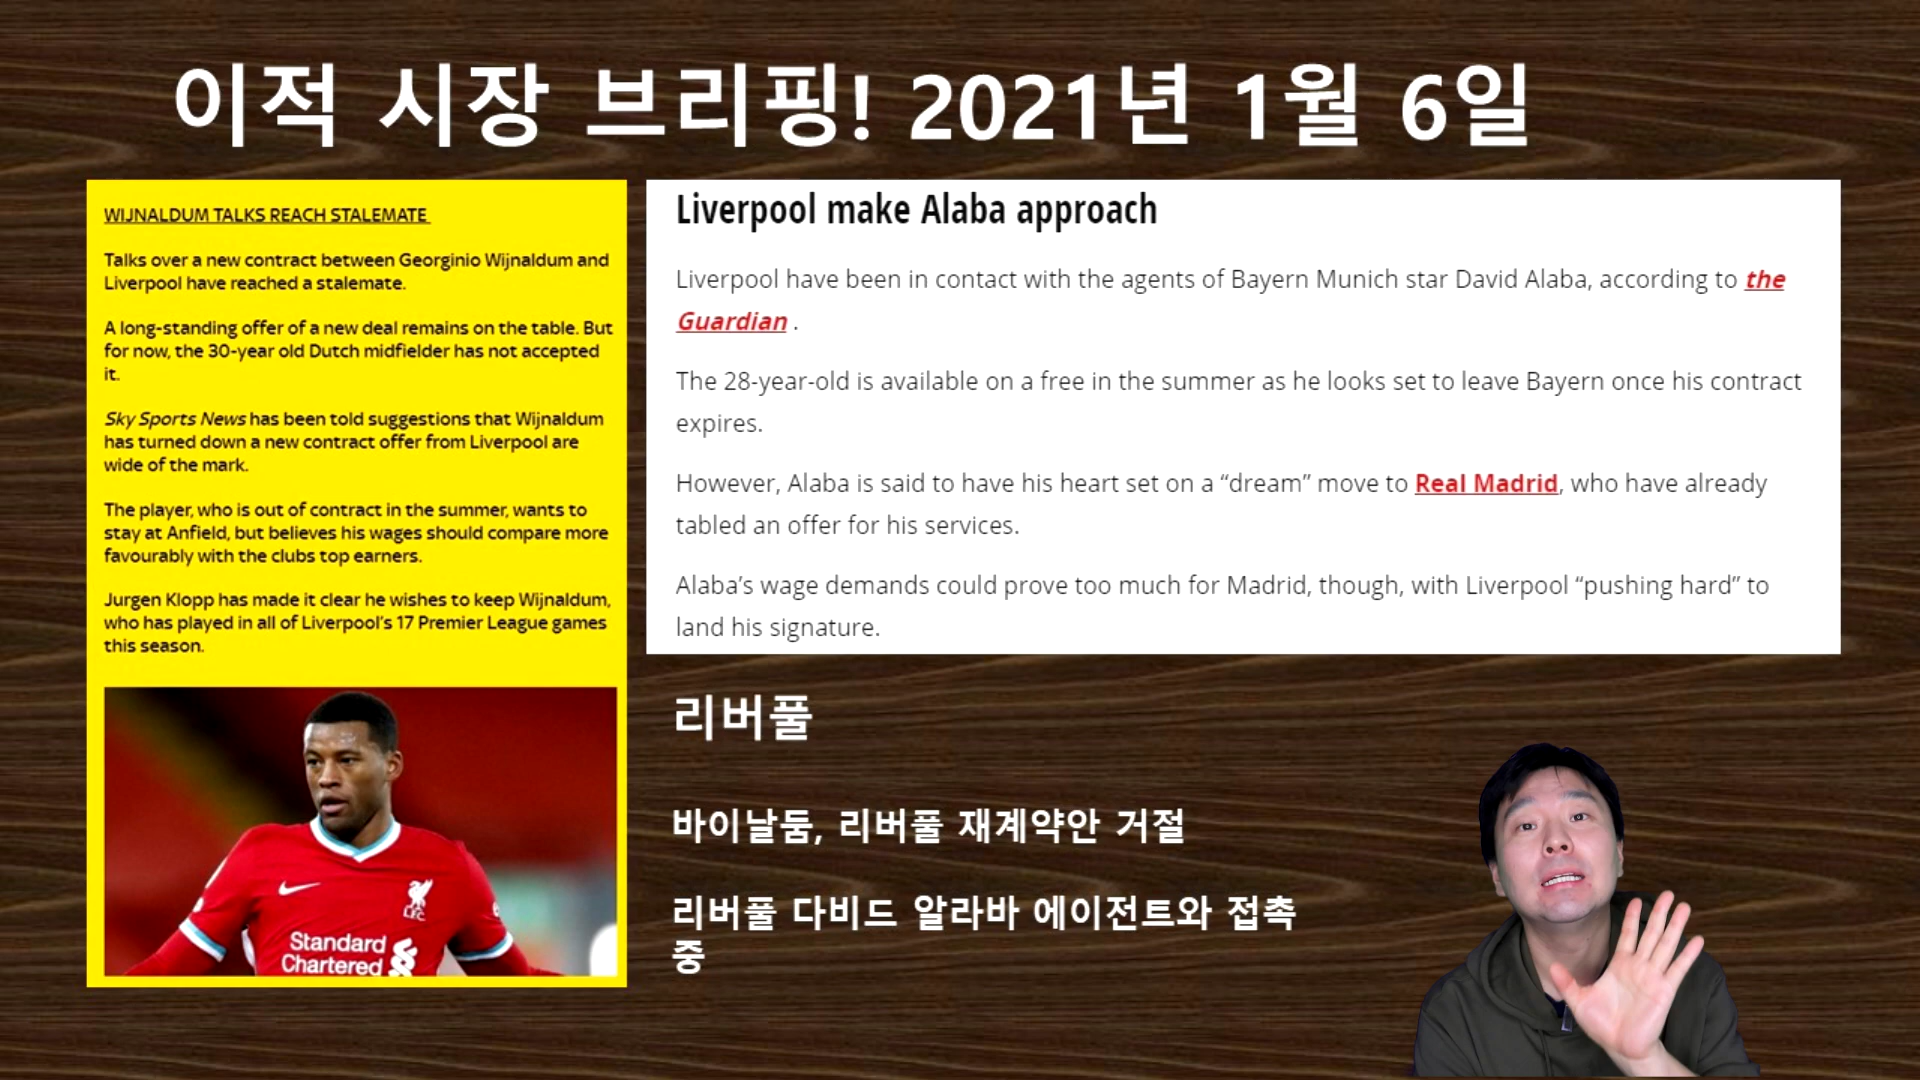 이적 시장 브리핑! 2021년 1월 6일
WIJNALDUM TALKS REACH STALEMATE
Talks over a new contract between Georginio Wijnaldum and
Liverpool have reached a stalemate.
A long-standing offer of a new deal remains on the table. But
for now, the 30-year old Dutch midfielder has not accepted
it.
Sky Sports News has been told suggestions that Wijnaldum
has turned down a new contract offer from Liverpool are
wide of the mark.
The player, who is out of contract in the summer, wants to
stay at Anfield, but believes his wages should compare more
favourably with the clubs top earners.
Jurgen Klopp has made it clear he wishes to keep Wijnaldum,
who has played in all of Liverpool's 17 Premier League games
this season.
L.F.C.
Standard
Chartered
Liverpool make Alaba approach
Liverpool have been in contact with the agents of Bayern Munich star David Alaba, according to the
Guardian .
The 28-year-old is available on a free in the summer as he looks set to leave Bayern once his contract
expires.
However, Alaba is said to have his heart set on a “dream” move to Real Madrid, who have already
tabled an offer for his services.
Alaba’s wage demands could prove too much for Madrid, though, with Liverpool “pushing hard” to
land his signature.
리버풀
바이날둠, 리버풀 재계약안 거절
리버풀 다비드 알라바 에이전트와 접촉
중